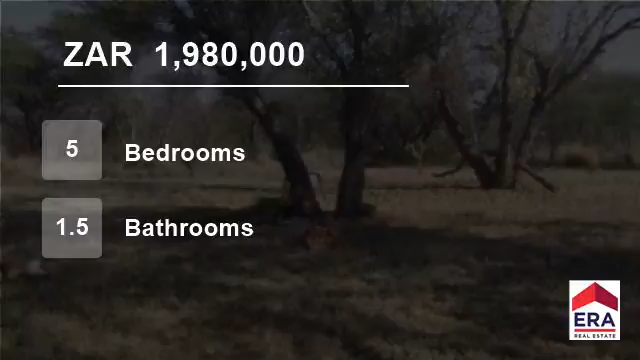 ZAR 1,980,000
5
Bedrooms
1.5
Bathrooms
ERA
REAL ESTATE